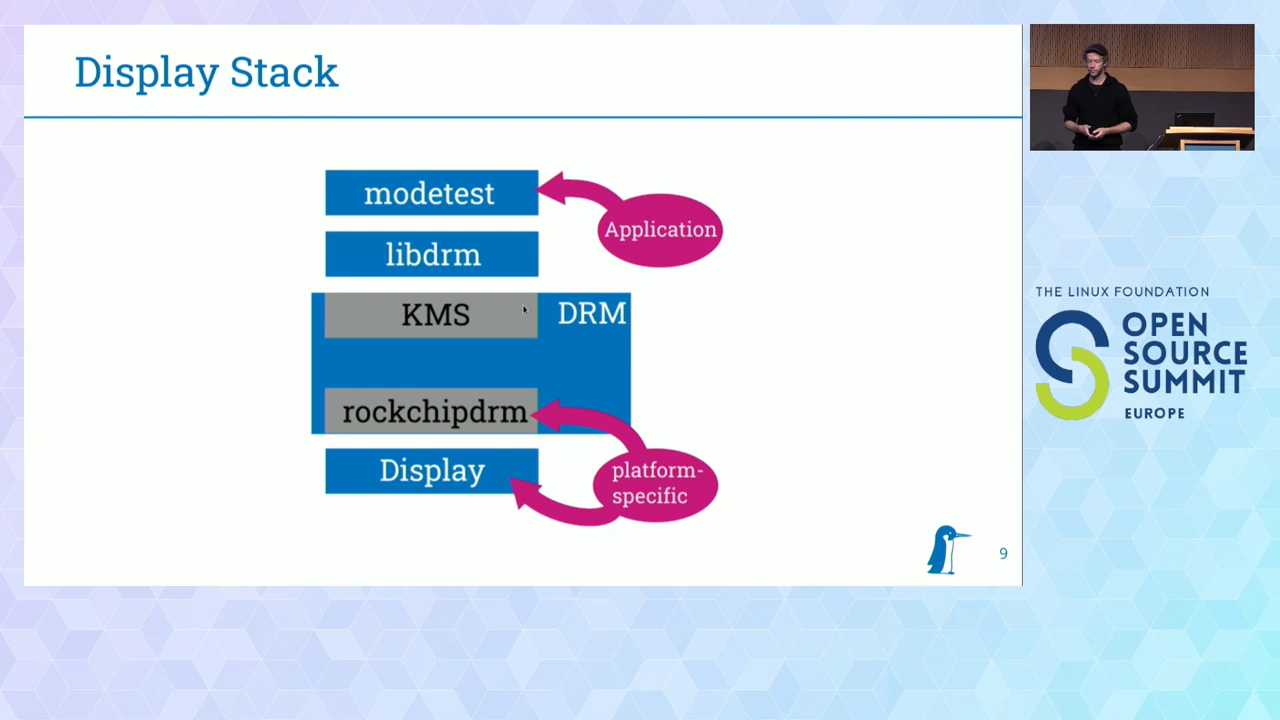 Display Stack
modetest
Application
libdrm
KMS
DRM
rockchipdrm
Display
platform-
specific
9
THE LINUX FOUNDATION
OPEN
SOURCE
SUMMIT
EUROPE